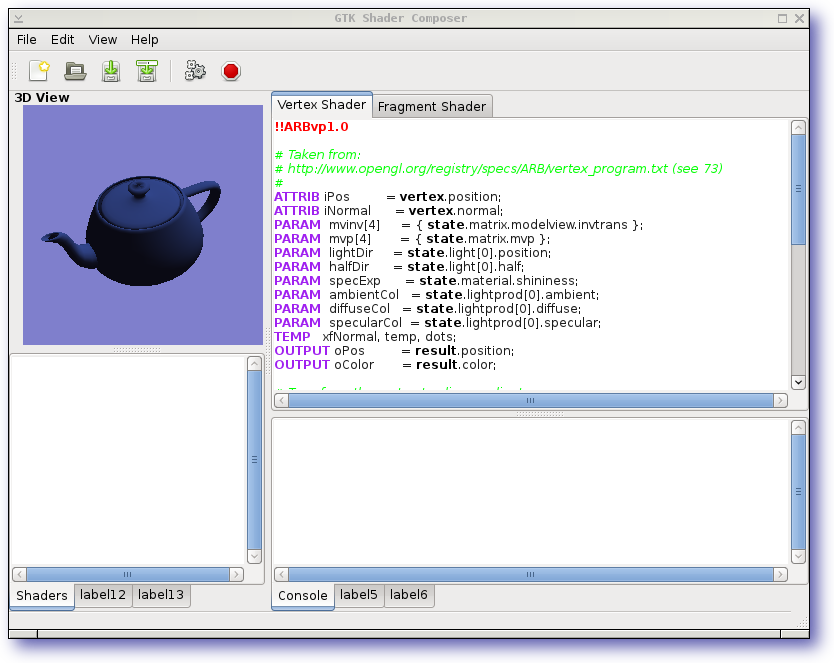 GTK Shader Composer
File Edit View Help
3D View
Vertex Shader Fragment Shader
!!ARBvp1.0
# Taken from:
# http://www.opengl.org/registry/specs/ARB/vertex_program.txt (see 73)
#
ATTRIB iPos = vertex.position;
ATTRIB iNormal = vertex.normal;
PARAM mvinv[4] = { state.matrix.modelview.invtrans };
PARAM mvp[4] = { state.matrix.mvp };
PARAM lightDir = state.light[0].position;
PARAM halfDir = state.light[0].half;
PARAM specExp = state.material.shininess;
PARAM ambientCol = state.lightprod[0].ambient;
PARAM diffuseCol = state.lightprod[0].diffuse;
PARAM specularCol = state.lightprod[0].specular;
TEMP xfNormal, temp, dots;
OUTPUT oPos = result.position;
OUTPUT oColor = result.color;
Shaders label12 label13
Console label5 label6